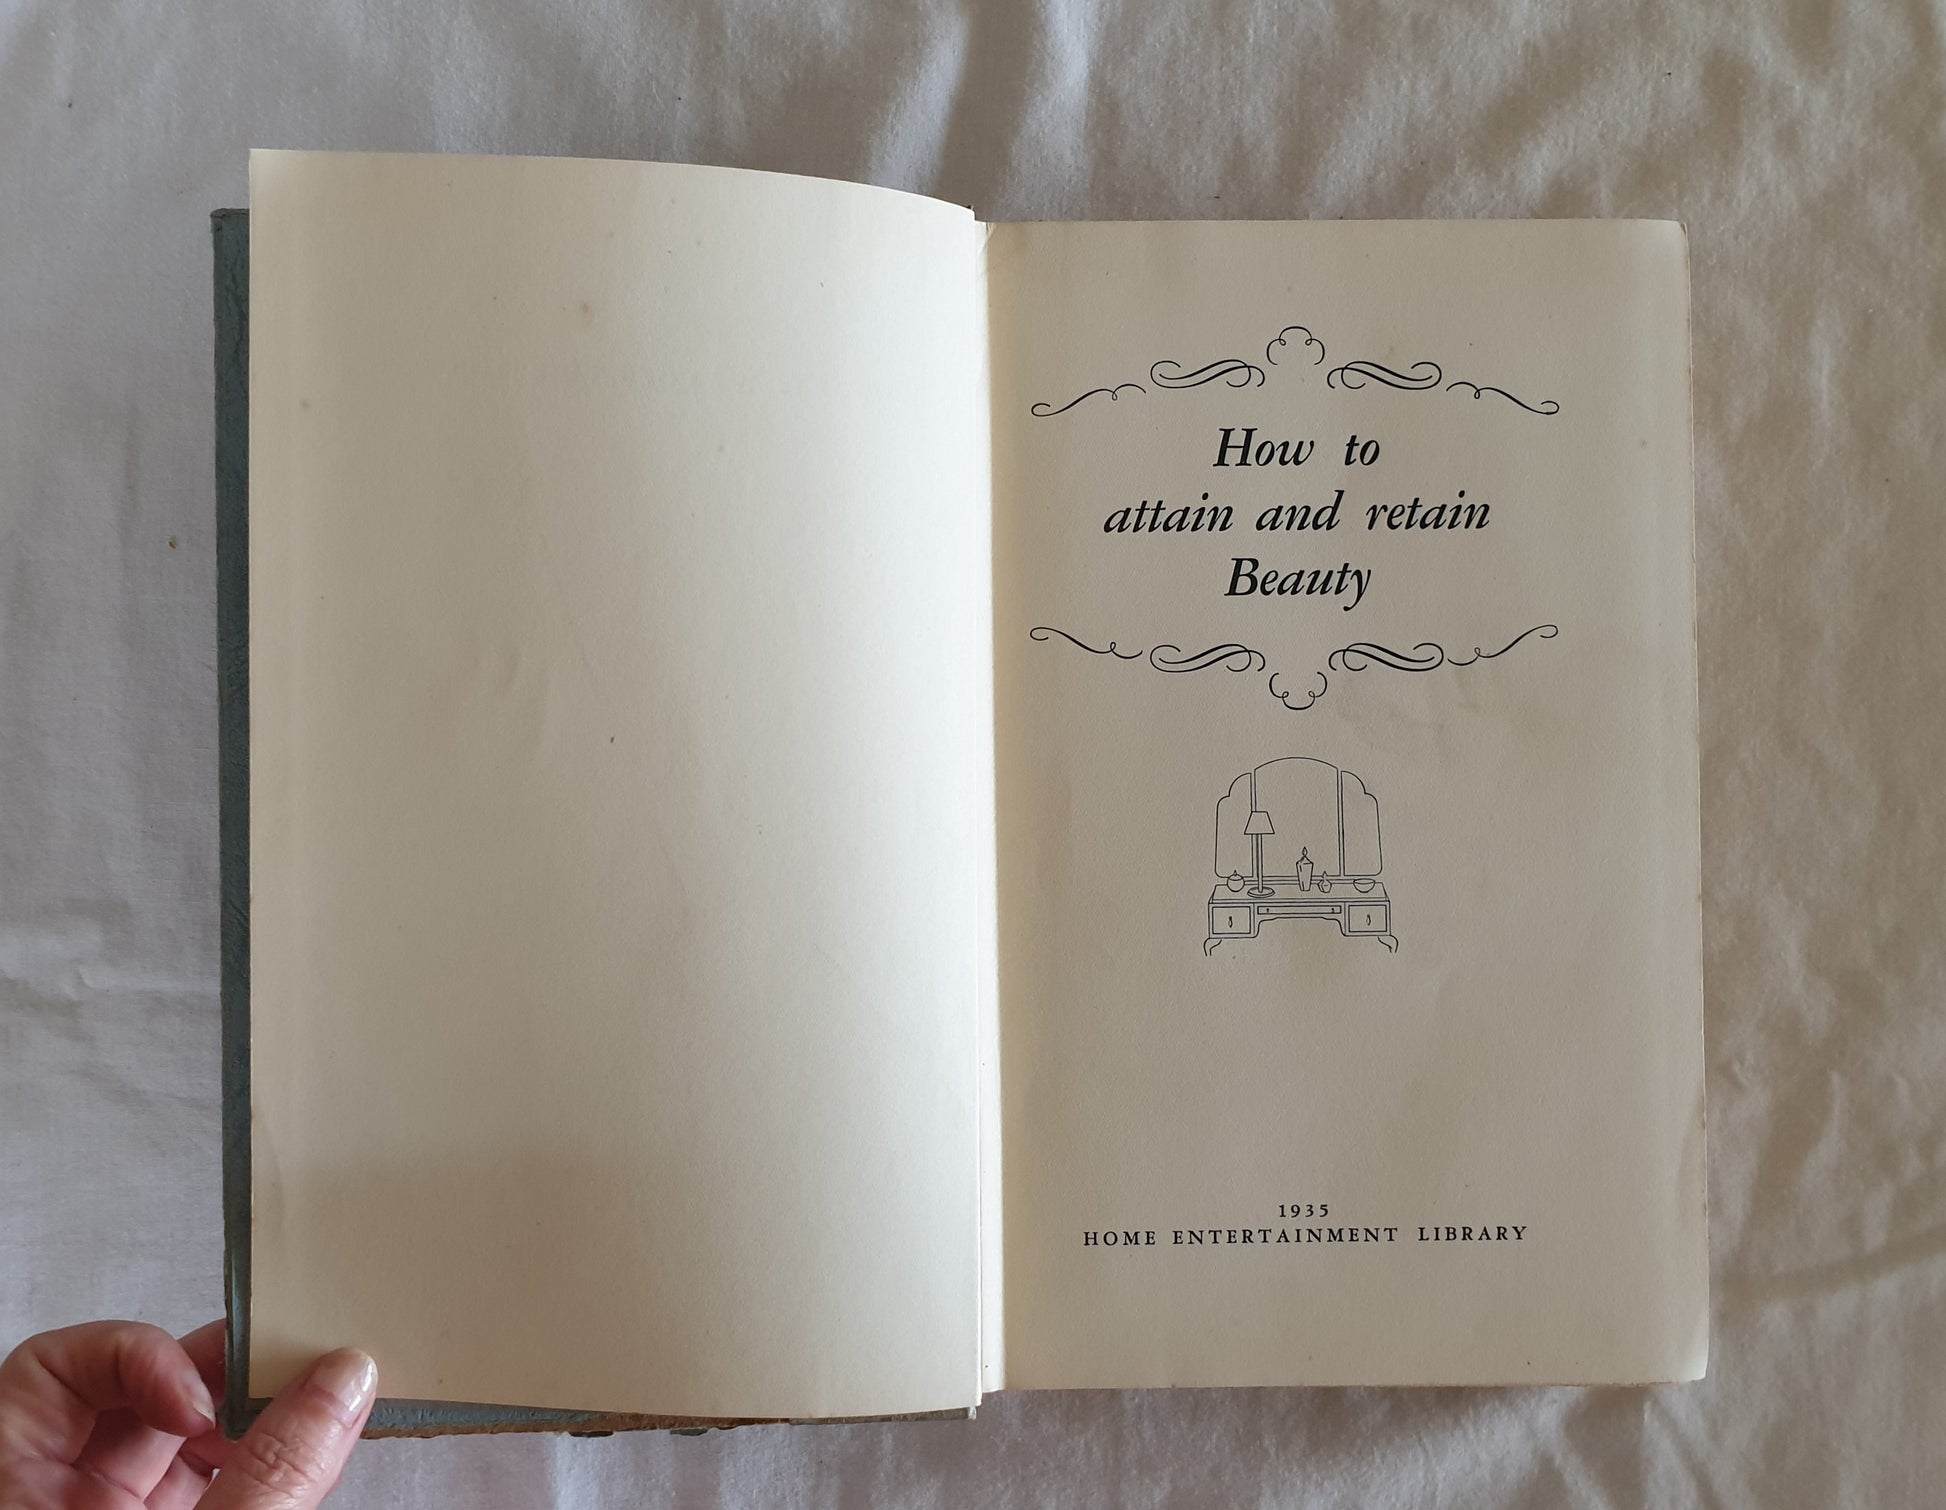 How to
attain and retain
Beauty
1935
HOME ENTERTAINMENT LIBRARY